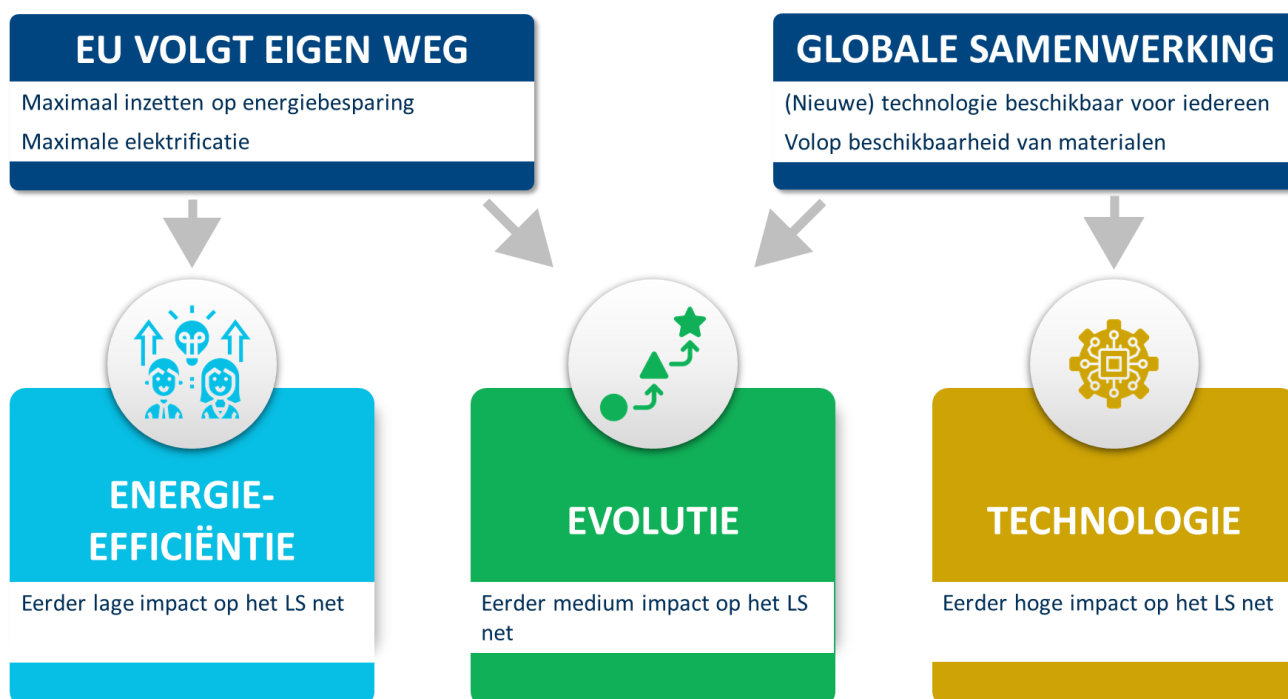 EU VOLGT EIGEN WEG
Maximaal inzetten op energiebesparing
Maximale elektrificatie
GLOBALE SAMENWERKING
(Nieuwe) technologie beschikbaar voor iedereen
Volop beschikbaarheid van materialen
ENERGIE-
EFFICIËNTIE
Eerder lage impact op het LS net
EVOLUTIE
Eerder medium impact op het LS
net
TECHNOLOGIE
Eerder hoge impact op het LS net